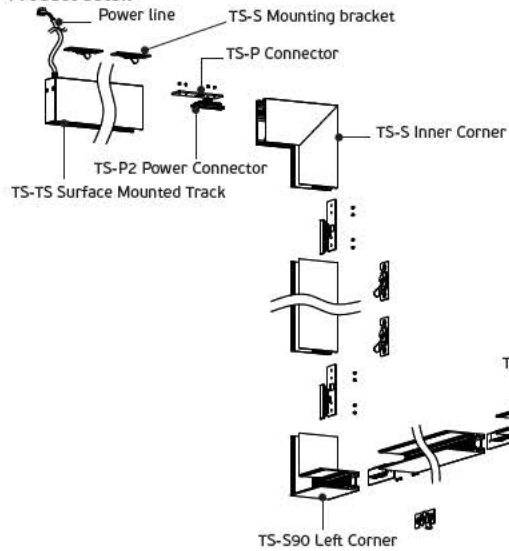 Power line
TS-S Mounting bracket
TS-P Connector
TS-S Inner Corner
TS-P2 Power Connector
TS-TS Surface Mounted Track
T
TS-S90 Left Corner